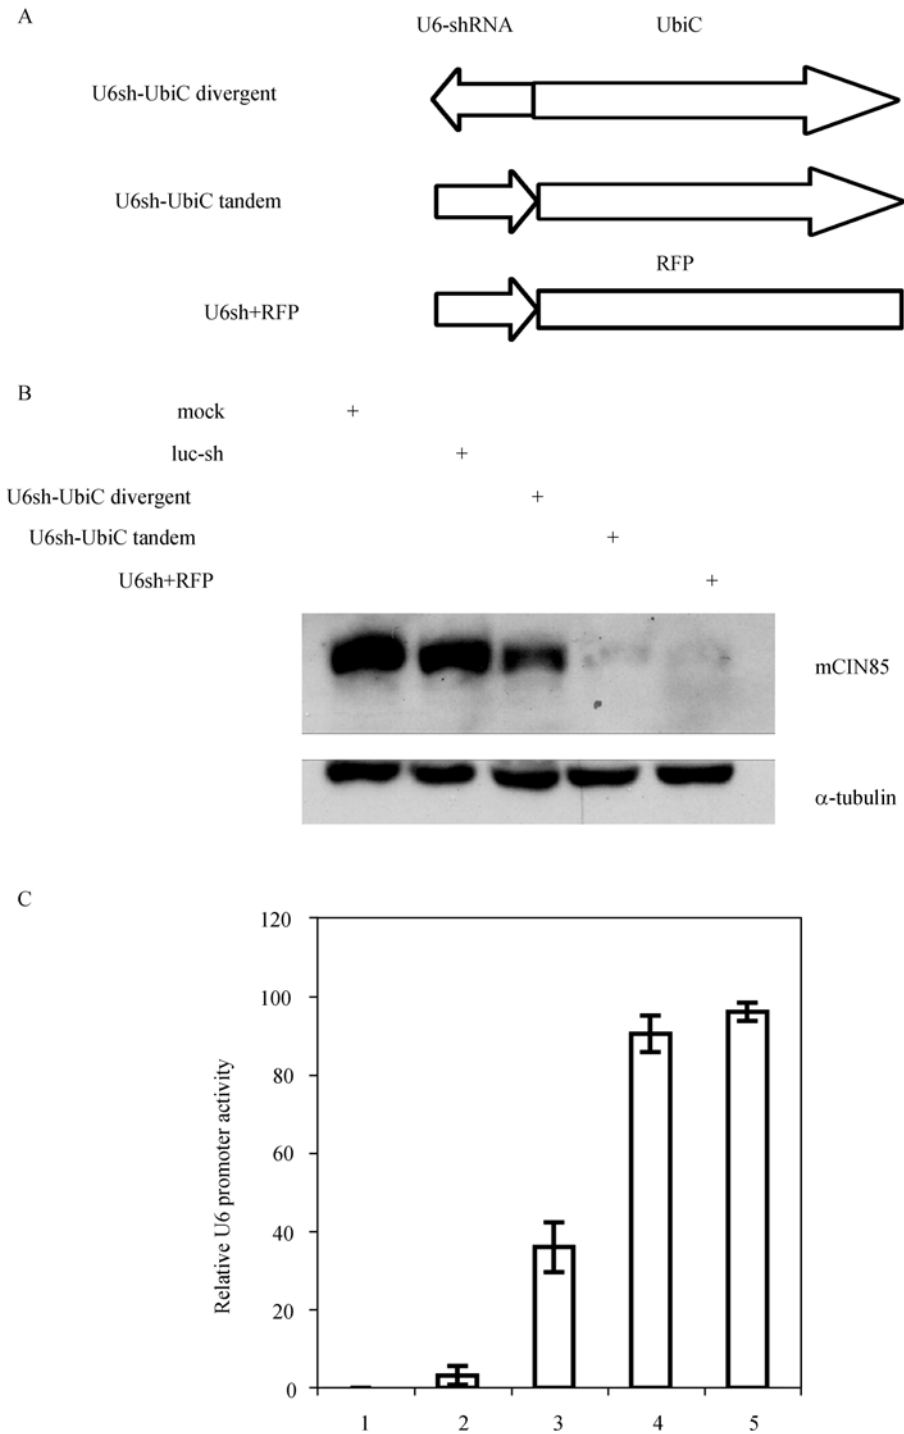 A
U6-shRNA UbiC
U6sh-UbiC divergent
U6sh-UbiC tandem
RFP
U6sh+RFP
B
mock +
luc-sh +
U6sh-UbiC divergent +
U6sh-UbiC tandem +
U6sh+RFP +
mCIN85
α-tubulin
C
Relative U6 promoter activity
120
100
80
60
40
20
0
1 2 3 4 5